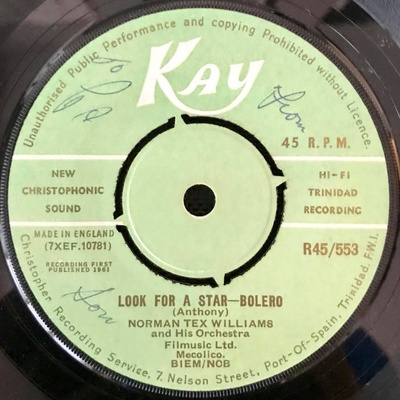 Unauthorised Public Performance and copying Prohibited without Licence.
Kay
from
45 R.P.M.
NEW
CHRISTOPHONIC
SOUND
HI-FI
TRINIDAD
RECORDING
MADE IN ENGLAND
(7XEF.10781)
R45/553
RECORDING FIRST
PUBLISHED 1961
LOOK FOR A STAR—BOLERO
(Anthony)
NORMAN TEX WILLIAMS
and His Orchestra
Filmusic Ltd.
Mecolico.
BIEM/NCB
Christopher Recording Service, 7 Nelson Street, Port-Of-Spain, Trinidad, F.W.I.